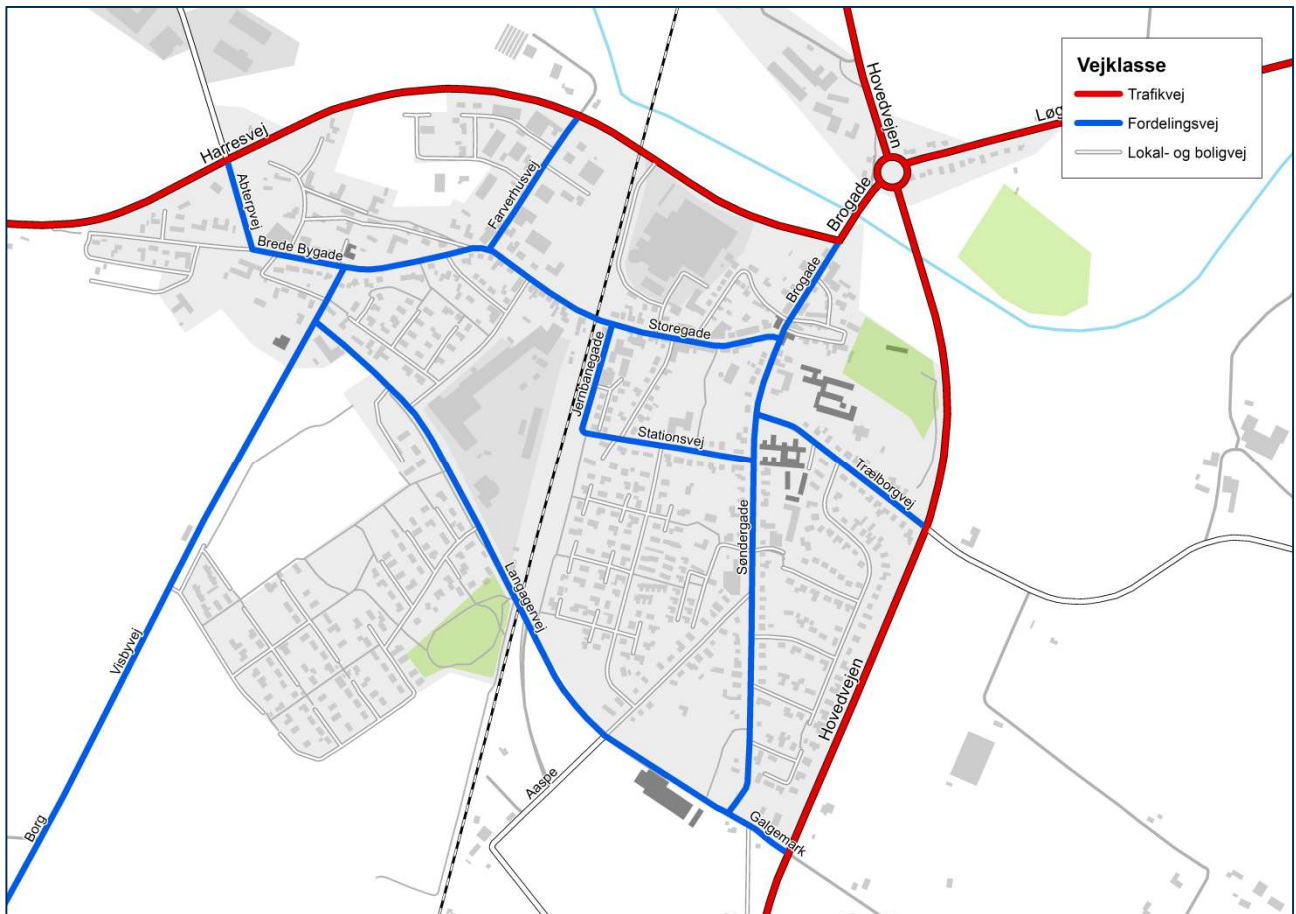 Vejklasse
Trafikvej
Fordelingsvej
Lokal- og boligvej
Hovedvejen
Løg
Harresvej
Abterpvej
Farverhusvej
Brogade
Brede Bygade
Brogade
Storegade
Jernbanegade
Stationsvej
Trælborgvej
Søndergade
Langagervej
Visbyvej
Hovedvejen
Aaspe
Borg
Galgemark